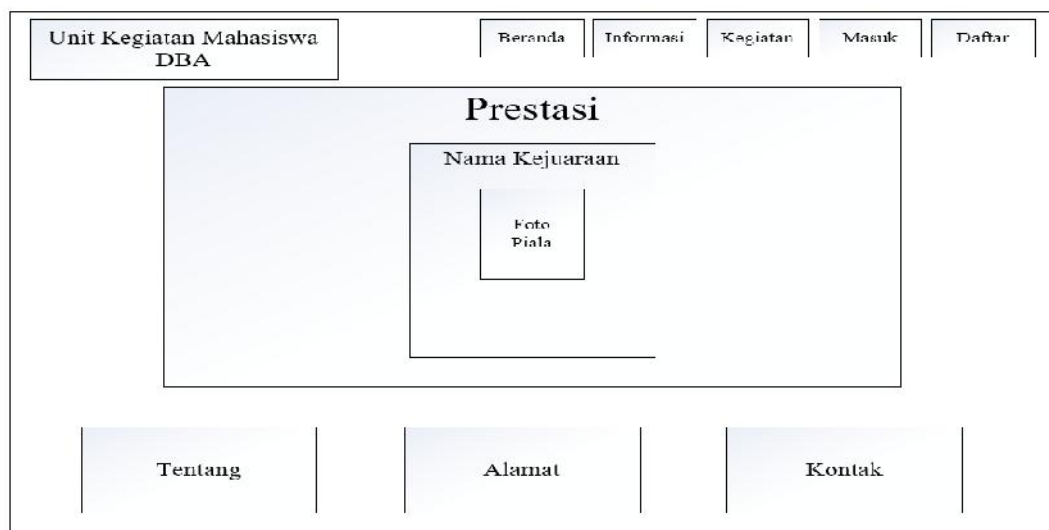 Unit Kegiatan Mahasiswa
DBA
Beranda
Informasi
Kegiatan
Masuk
Daftar
Prestasi
Nama Kejuaraan
Foto
Piala
Tentang
Alamat
Kontak